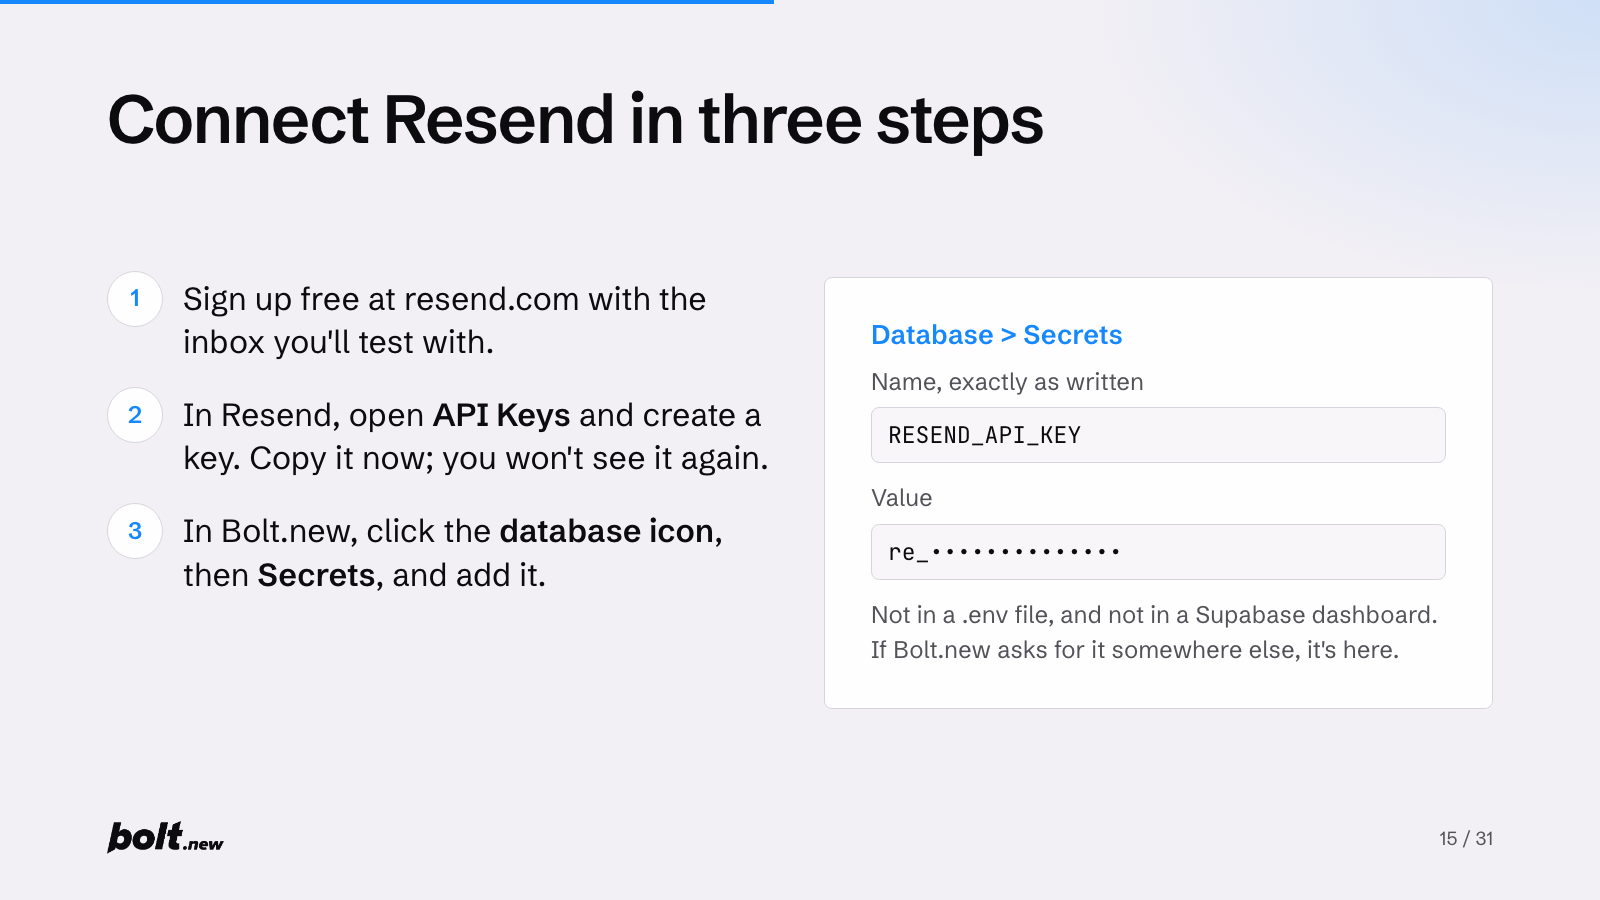 Connect Resend in three steps
1
Sign up free at resend.com with the
inbox you'll test with.
2
In Resend, open API Keys and create a
key. Copy it now; you won't see it again.
3
In Bolt.new, click the database icon,
then Secrets, and add it.
Database > Secrets
Name, exactly as written
RESEND_API_KEY
Value
re_••••••••••••••
Not in a .env file, and not in a Supabase dashboard.
If Bolt.new asks for it somewhere else, it's here.
bolt.new
15 / 31